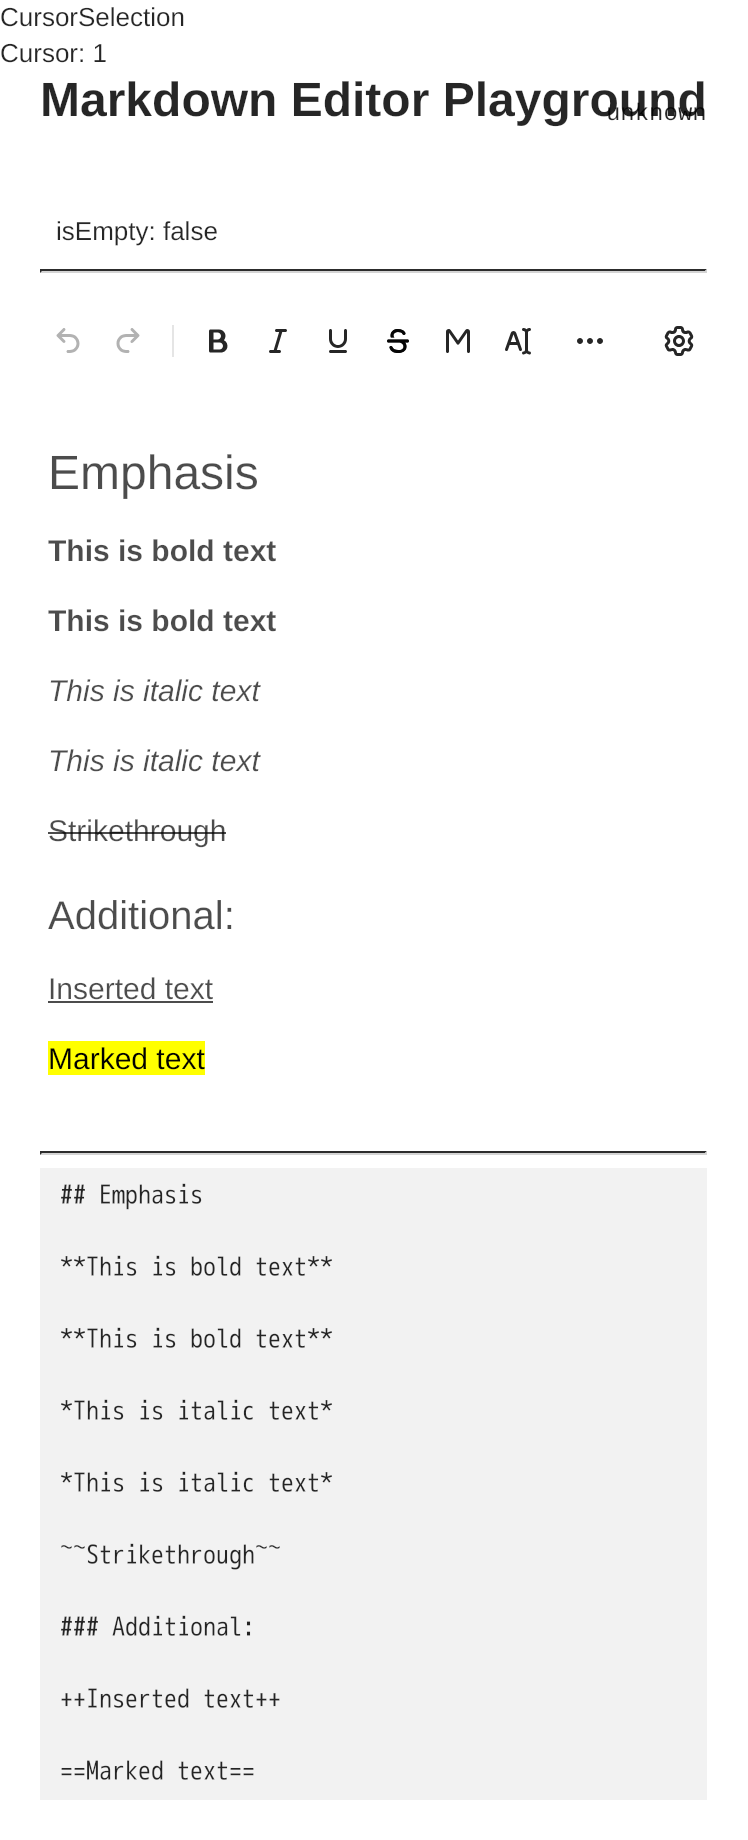 CursorSelection
Cursor: 1
Markdown Editor Playground
unknown
isEmpty: false
B I U S M A
Emphasis
This is bold text
This is bold text
This is italic text
This is italic text
Strikethrough
Additional:
Inserted text
Marked text
## Emphasis
**This is bold text**
**This is bold text**
*This is italic text*
*This is italic text*
~~Strikethrough~~
### Additional:
++Inserted text++
==Marked text==